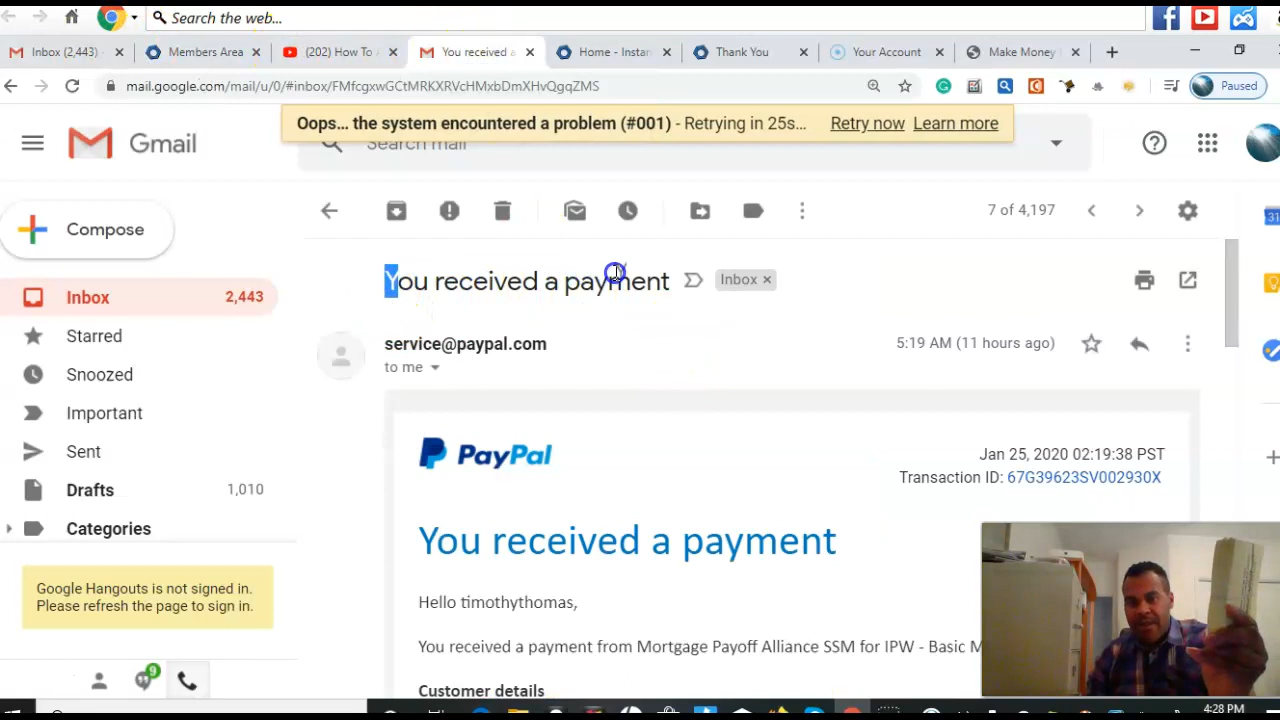 Search the web...
Inbox (2,443)
Members Area
(202) How To
You received a
Home - Instan
Thank You
Your Account
Make Money
mail.google.com/mail/u/0/#inbox/FMfcgxwGCtMRKXRVcHMxbDmXHvQgqZMS
Paused
Oops... the system encountered a problem (#001) - Retrying in 25s... Retry now Learn more
Gmail
Search mail
Compose
7 of 4,197
Inbox 2,443
Starred
Snoozed
Important
Sent
Drafts 1,010
Categories
Google Hangouts is not signed in.
Please refresh the page to sign in.
9
You received a payment
Inbox
service@paypal.com
5:19 AM (11 hours ago)
to me
PayPal
Jan 25, 2020 02:19:38 PST
Transaction ID: 67G39623SV002930X
You received a payment
Hello timothythomas,
You received a payment from Mortgage Payoff Alliance SSM for IPW - Basic M
Customer details
31
4:28 PM